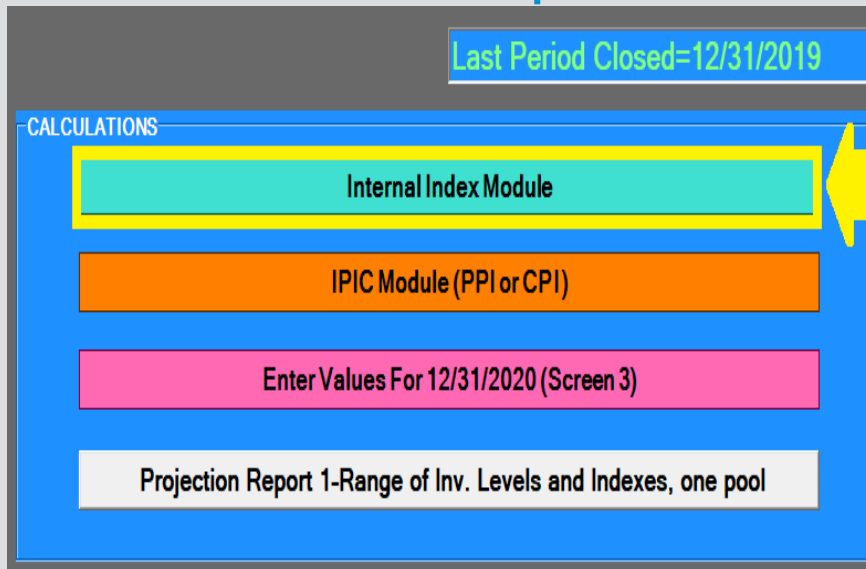 Last Period Closed=12/31/2019
CALCULATIONS
Internal Index Module
IPIC Module (PPI or CPI)
Enter Values For 12/31/2020 (Screen 3)
Projection Report 1-Range of Inv. Levels and Indexes, one pool